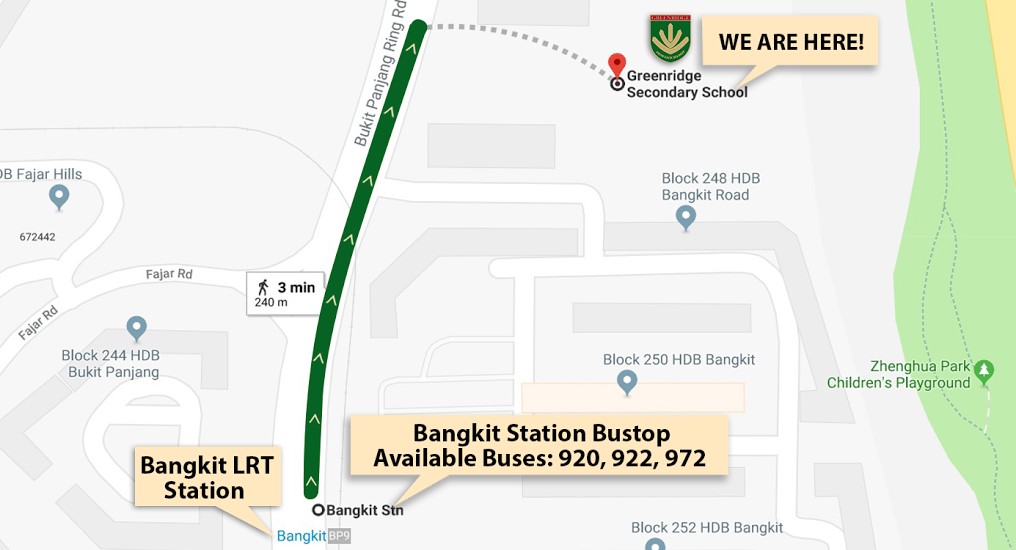 Bukit Panjang Ring Rd
GREENRIDGE
WE ARE HERE!
Greenridge
Secondary School
DB Fajar Hills
672442
Block 248 HDB
Bangkit Road
Fajar Rd
Fajar Rd
3 min
240 m
Block 244 HDB
Bukit Panjang
Block 250 HDB Bangkit
Zhenghua Park
Children's Playground
Bangkit Station Bustop
Available Buses: 920, 922, 972
Bangkit LRT
Station
Bangkit Stn
Bangkit BP9
Block 252 HDB Bangkit